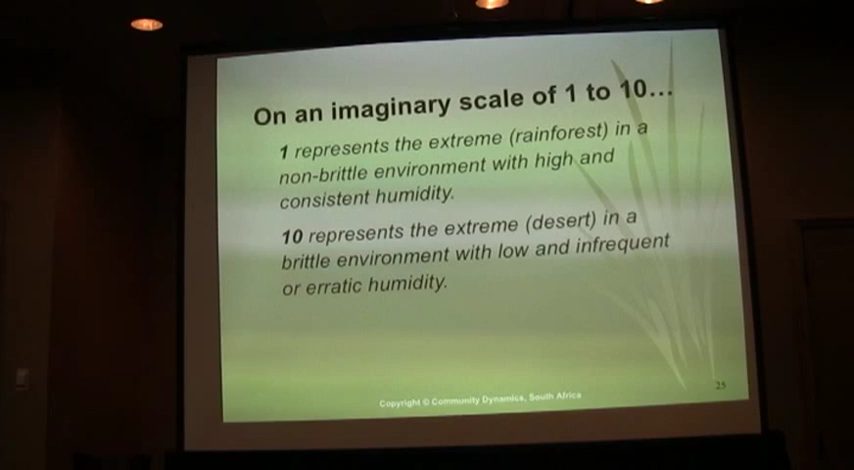 On an imaginary scale of 1 to 10...
1 represents the extreme (rainforest) in a
non-brittle environment with high and
consistent humidity.
10 represents the extreme (desert) in a
brittle environment with low and infrequent
or erratic humidity.
Copyright © Community Dynamics, South Africa
25